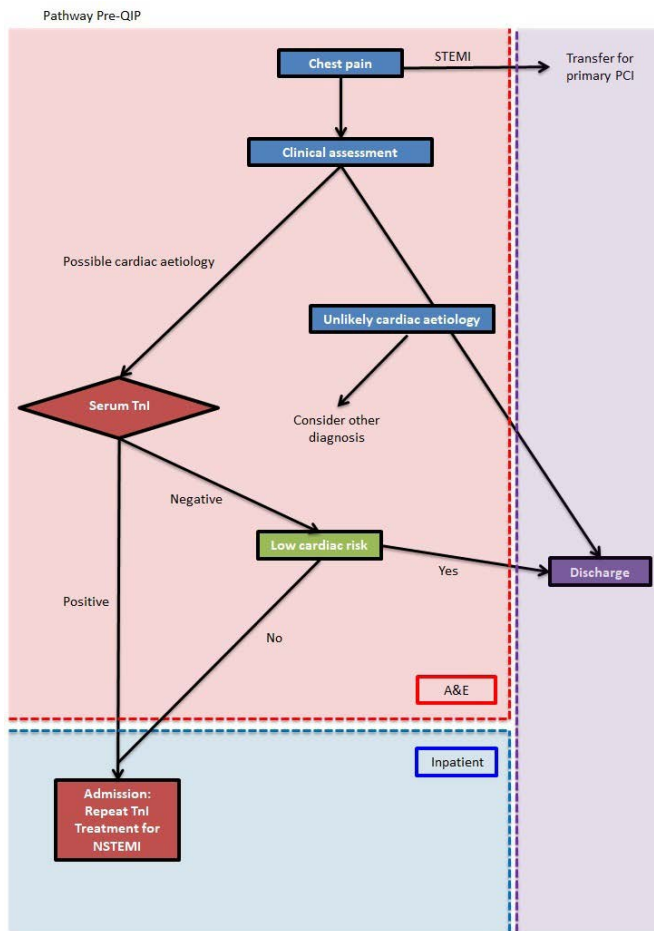 Pathway Pre-QIP
Chest pain
STEMI
Transfer for
primary PCI
Clinical assessment
Possible cardiac aetiology
Unlikely cardiac aetiology
Serum TnI
Consider other
diagnosis
Negative
Low cardiac risk
Yes
Discharge
Positive
No
A&E
Inpatient
Admission:
Repeat TnI
Treatment for
NSTEMI